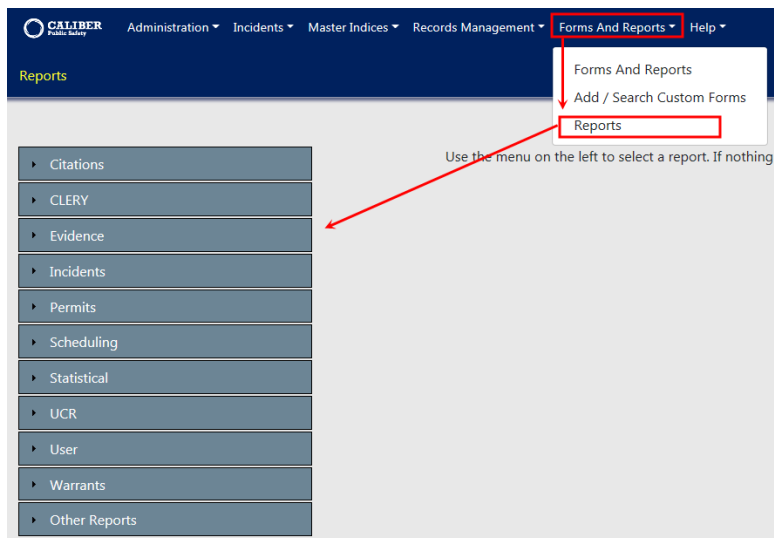 CALIBER
Public Safety
Administration Incidents Master Indices Records Management Forms And Reports Help
Reports
Forms And Reports
Add / Search Custom Forms
Reports
Use the menu on the left to select a report. If nothing
Citations
CLERY
Evidence
Incidents
Permits
Scheduling
Statistical
UCR
User
Warrants
Other Reports